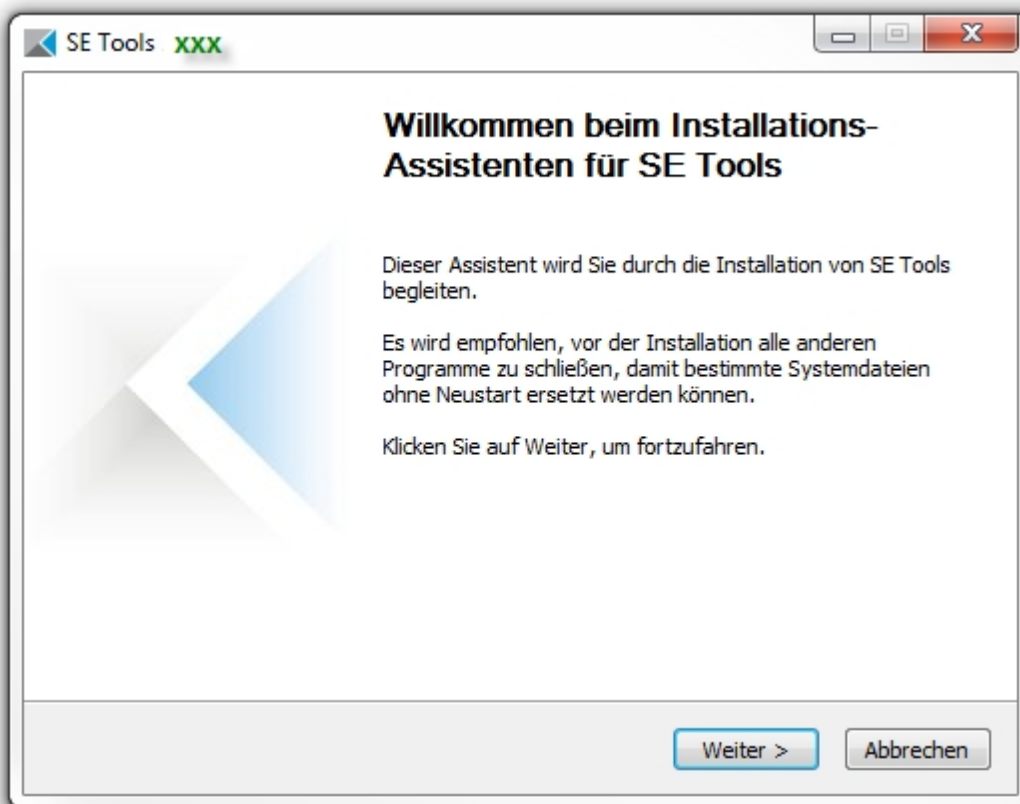 SE Tools xxx
Willkommen beim Installations-
Assistenten für SE Tools
Dieser Assistent wird Sie durch die Installation von SE Tools
begleiten.
Es wird empfohlen, vor der Installation alle anderen
Programme zu schließen, damit bestimmte Systemdateien
ohne Neustart ersetzt werden können.
Klicken Sie auf Weiter, um fortzufahren.
Weiter >
Abbrechen